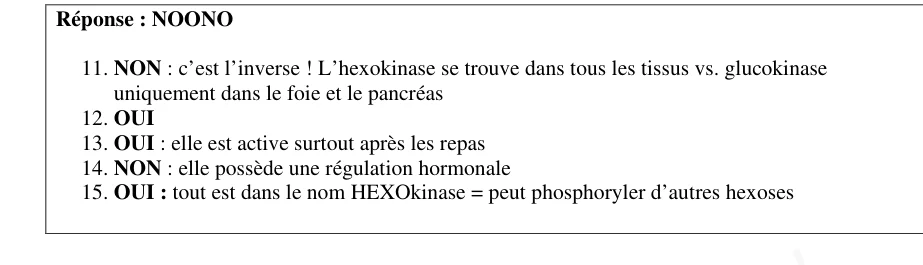 Réponse : NOONO
11. NON : c’est l’inverse ! L’hexokinase se trouve dans tous les tissus vs. glucokinase
uniquement dans le foie et le pancréas
12. OUI
13. OUI : elle est active surtout après les repas
14. NON : elle possède une régulation hormonale
15. OUI : tout est dans le nom HEXOkinase = peut phosphoryler d’autres hexoses